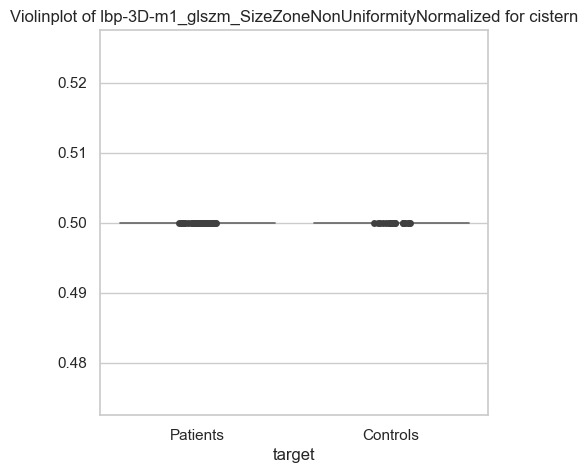 Violinplot of lbp-3D-m1_glszm_SizeZoneNonUniformityNormalized for cistern
0.52
0.51
0.50
0.49
0.48
Patients Controls
target